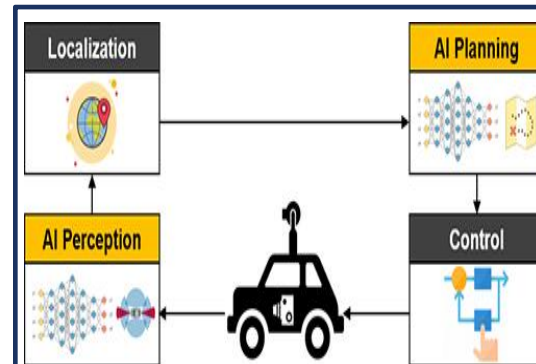 Localization
AI Planning
AI Perception
Control